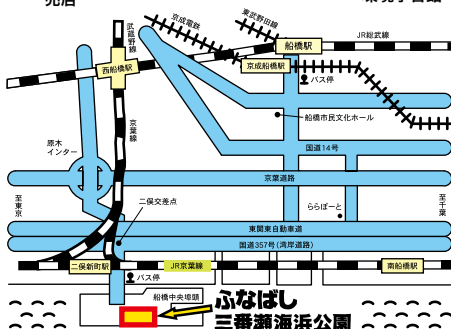 売店
京成電鉄
東武野田線
武蔵野線
船橋駅
JR総武線
西船橋駅
京成船橋駅
バス停
京葉線
船橋市民文化ホール
原木
インター
国道14号
京葉道路
至東京
至千葉
二俣交差点
ららぽーと
東関東自動車道
国道357号(湾岸道路)
二俣新町駅
JR京葉線
南船橋駅
バス停
船橋中央埠頭
ふなばし
三番瀬海浜公園